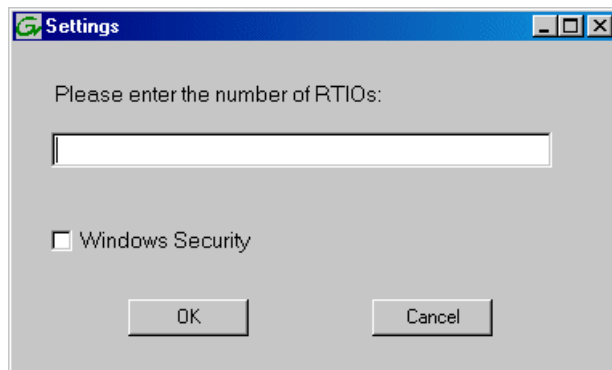 Settings
Please enter the number of RTIOs:
Windows Security
OK
Cancel